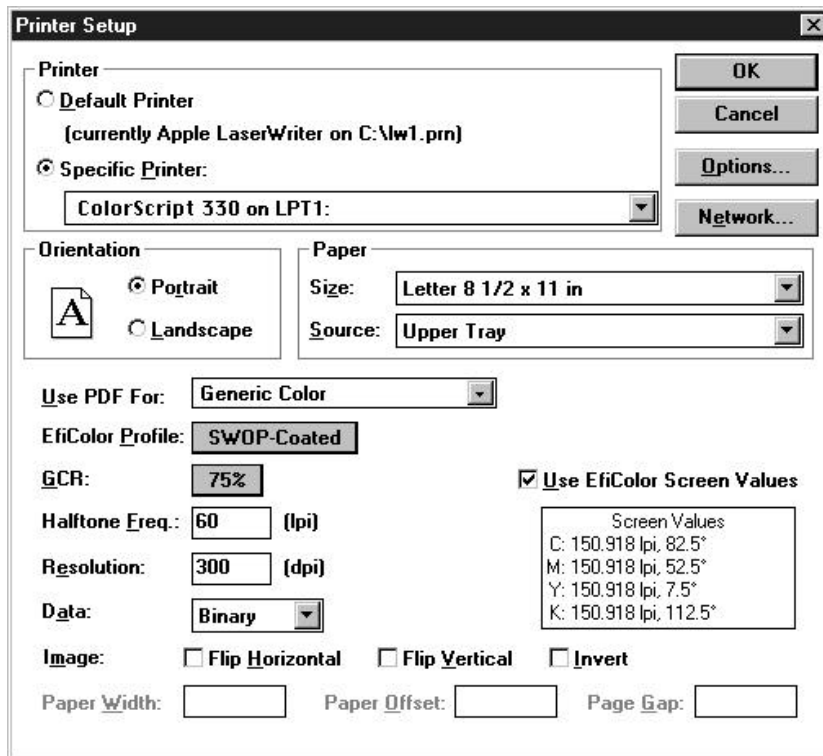 Printer Setup
Printer
Default Printer
(currently Apple LaserWriter on C:\lw1.prn)
Specific Printer:
ColorScript 330 on LPT1:
OK
Cancel
Options...
Network...
Orientation
A
Portrait
Landscape
Paper
Size: Letter 8 1/2 x 11 in
Source: Upper Tray
Use PDF For: Generic Color
EfiColor Profile: SWOP-Coated
GCR: 75%
Use EfiColor Screen Values
Halftone Freq.: 60 (lpi)
Resolution: 300 (dpi)
Data: Binary
Screen Values
C: 150.918 lpi, 82.5°
M: 150.918 lpi, 52.5°
Y: 150.918 lpi, 7.5°
K: 150.918 lpi, 112.5°
Image: Flip Horizontal Flip Vertical Invert
Paper Width: Paper Offset: Page Gap: